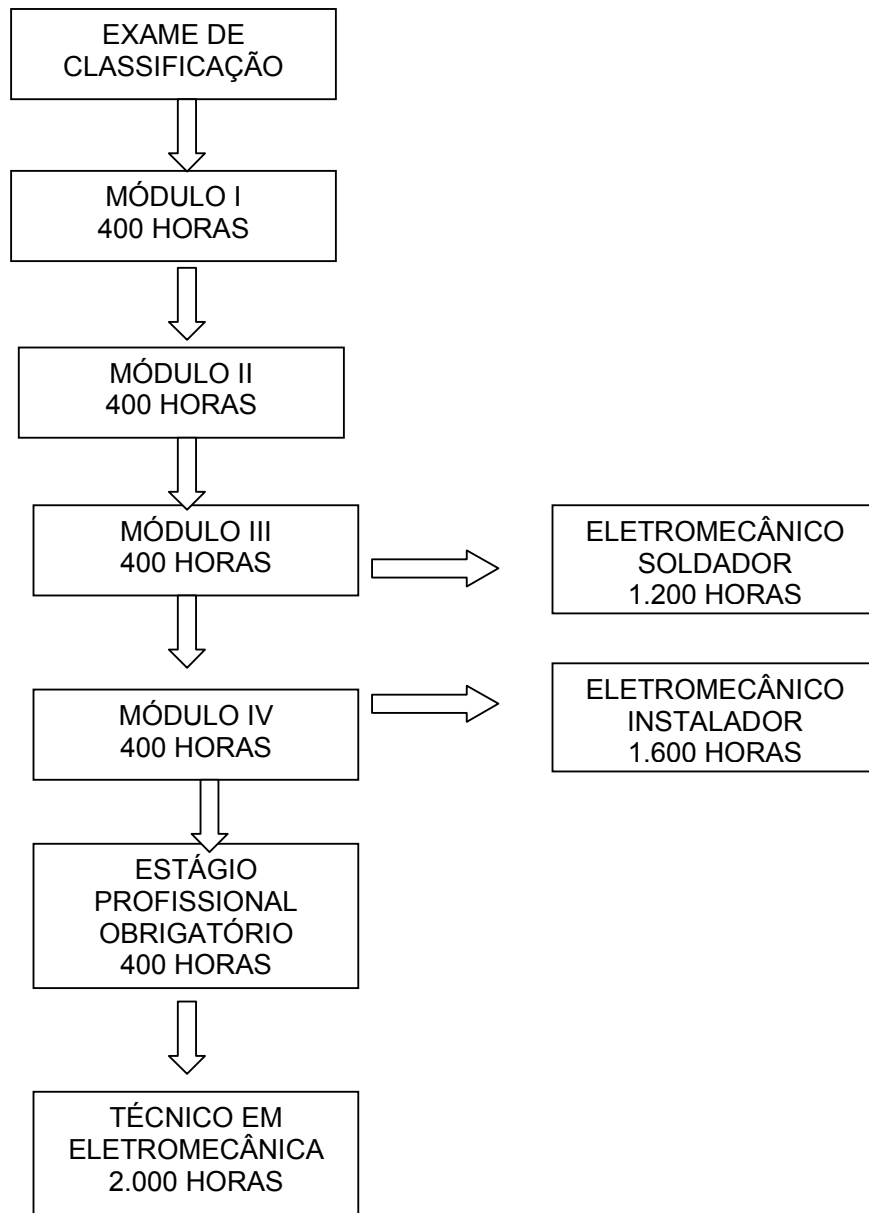 EXAME DE
CLASSIFICAÇÃO
MÓDULO I
400 HORAS
MÓDULO II
400 HORAS
MÓDULO III
400 HORAS
ELETROMECÂNICO
SOLDADOR
1.200 HORAS
MÓDULO IV
400 HORAS
ELETROMECÂNICO
INSTALADOR
1.600 HORAS
ESTÁGIO
PROFISSIONAL
OBRIGATÓRIO
400 HORAS
TÉCNICO EM
ELETROMECÂNICA
2.000 HORAS